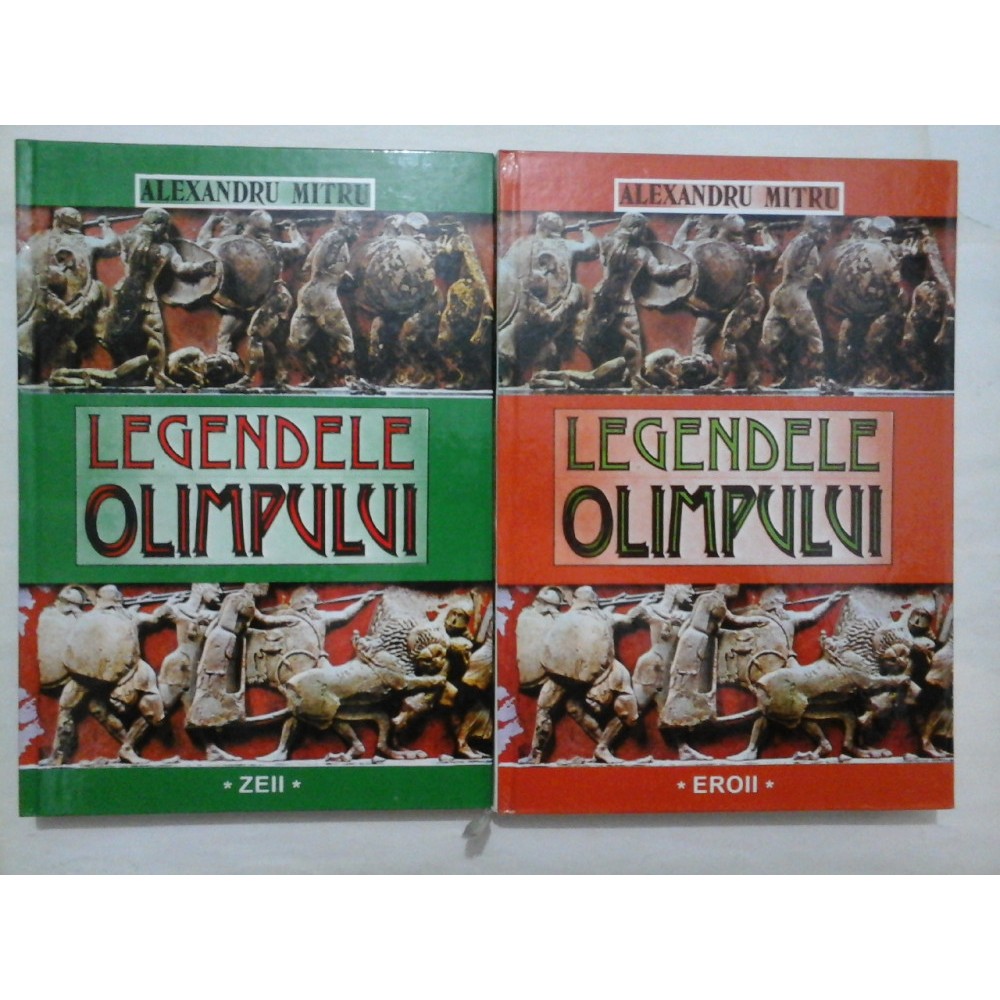 ALEXANDRU MITRU
LEGENDELE
OLIMPULUI
* ZEII *
ALEXANDRU MITRU
LEGENDELE
OLIMPULUI
* EROII *